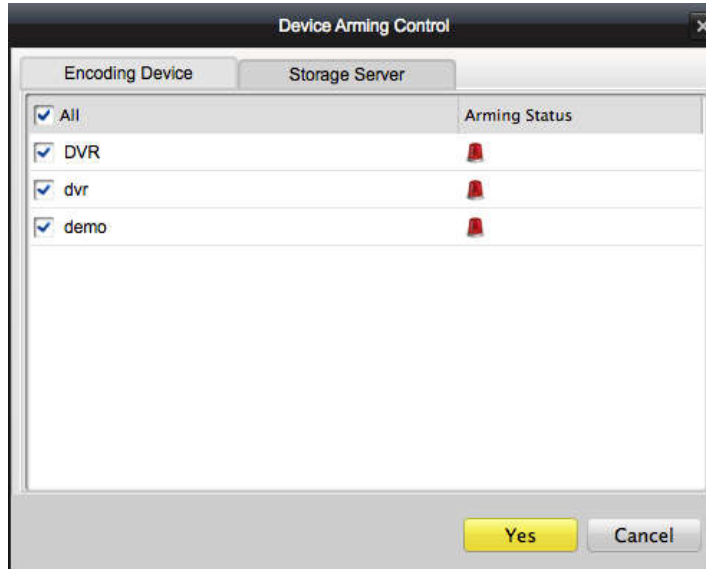 Device Arming Control
Encoding Device Storage Server
All Arming Status
DVR
dvr
demo
Yes Cancel